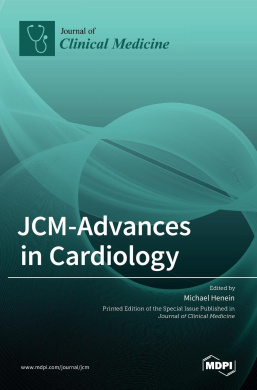 Journal of
Clinical Medicine
JCM-Advances
in Cardiology
Edited by
Michael Henein
Printed Edition of the Special Issue Published in
Journal of Clinical Medicine
www.mdpi.com/journal/jcm
MDPI